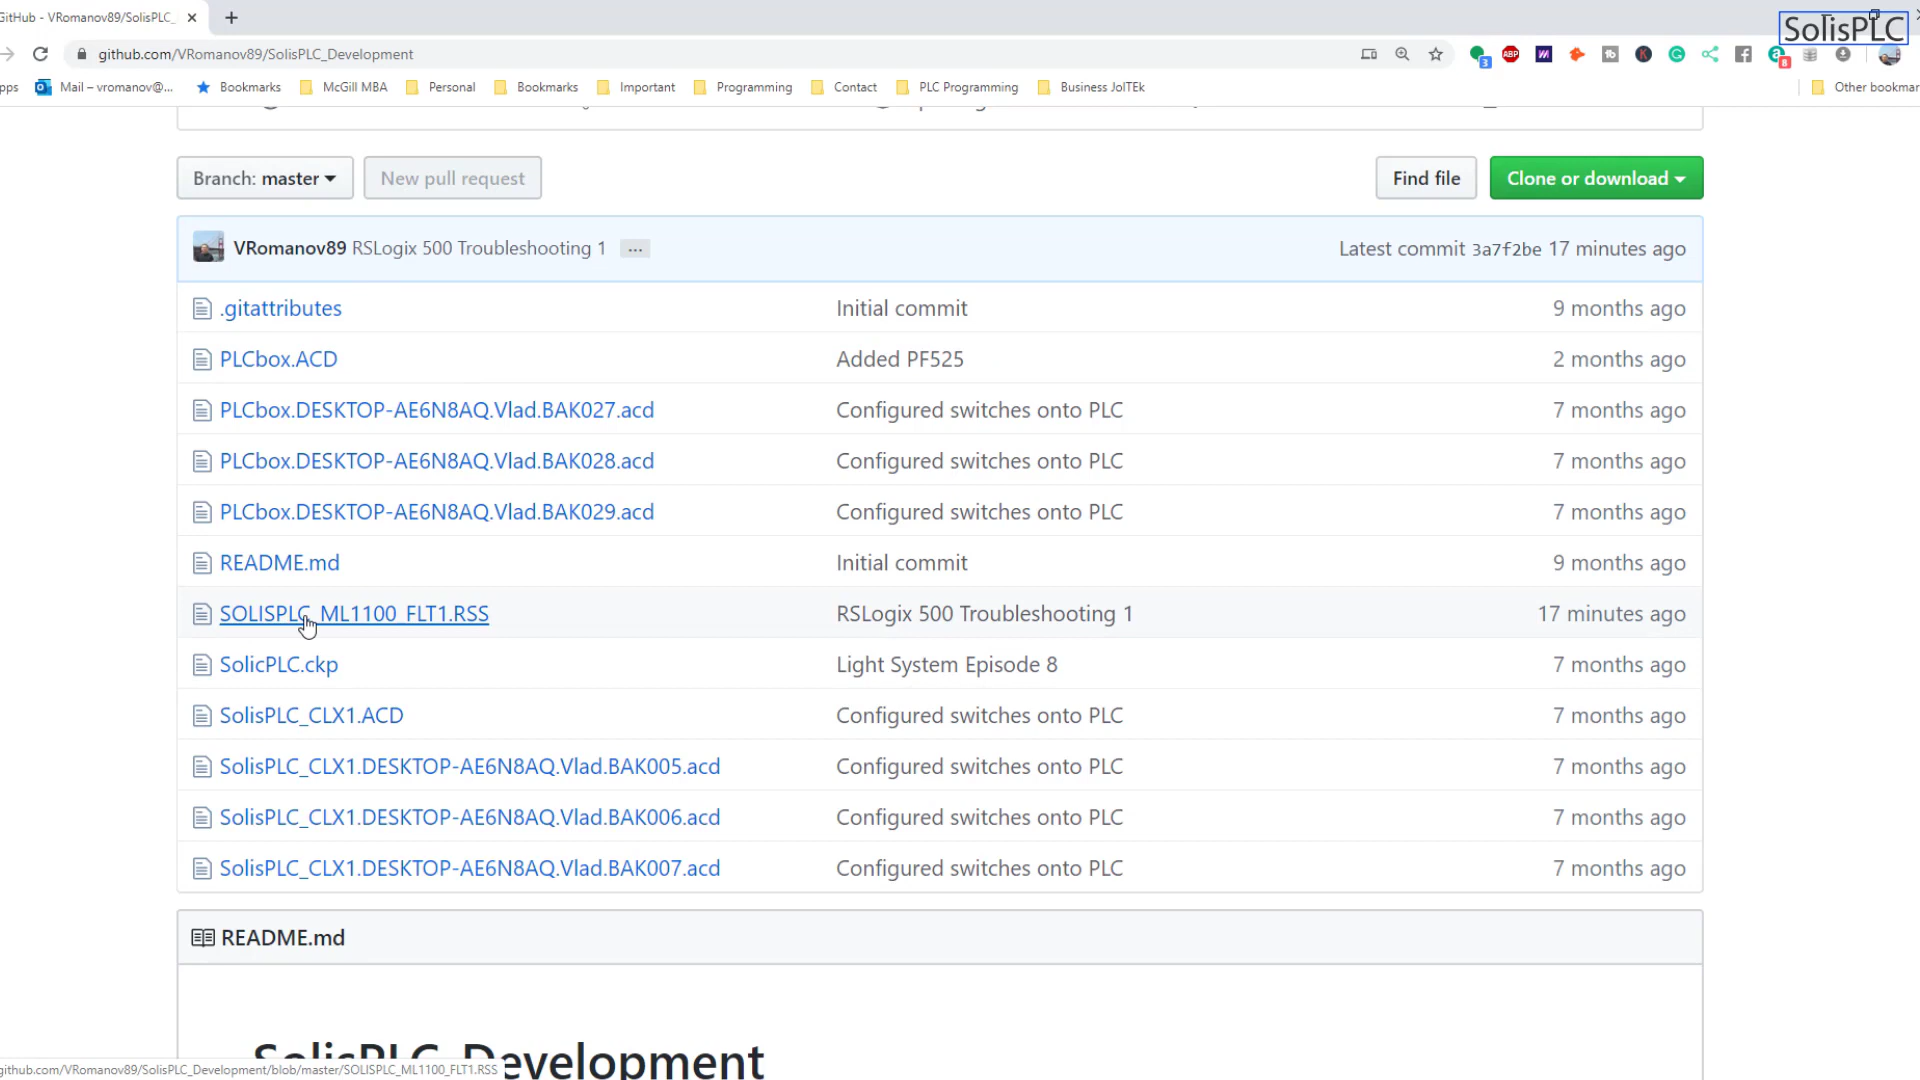 GitHub - VRomanov89/SolisPLC_
SolisPLC
github.com/VRomanov89/SolisPLC_Development
Mail – vromanov@... Bookmarks McGill MBA Personal Bookmarks Important Programming Contact PLC Programming Business JolTEk Other bookmar
Branch: master New pull request Find file Clone or download
VRomanov89 RSLogix 500 Troubleshooting 1 ... Latest commit 3a7f2be 17 minutes ago
.gitattributes Initial commit 9 months ago
PLCbox.ACD Added PF525 2 months ago
PLCbox.DESKTOP-AE6N8AQ.Vlad.BAK027.acd Configured switches onto PLC 7 months ago
PLCbox.DESKTOP-AE6N8AQ.Vlad.BAK028.acd Configured switches onto PLC 7 months ago
PLCbox.DESKTOP-AE6N8AQ.Vlad.BAK029.acd Configured switches onto PLC 7 months ago
README.md Initial commit 9 months ago
SOLISPLC_ML1100_FLT1.RSS RSLogix 500 Troubleshooting 1 17 minutes ago
SolicPLC.ckp Light System Episode 8 7 months ago
SolisPLC_CLX1.ACD Configured switches onto PLC 7 months ago
SolisPLC_CLX1.DESKTOP-AE6N8AQ.Vlad.BAK005.acd Configured switches onto PLC 7 months ago
SolisPLC_CLX1.DESKTOP-AE6N8AQ.Vlad.BAK006.acd Configured switches onto PLC 7 months ago
SolisPLC_CLX1.DESKTOP-AE6N8AQ.Vlad.BAK007.acd Configured switches onto PLC 7 months ago
README.md
SolisPLC_Development
github.com/VRomanov89/SolisPLC_Development/blob/master/SOLISPLC_ML1100_FLT1.RSS